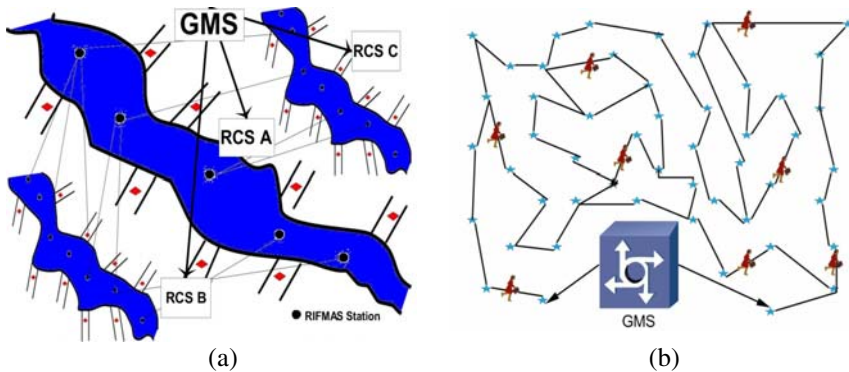 GMS
RCS C
RCS A
RCS B
RIFMAS Station
(a)
GMS
(b)